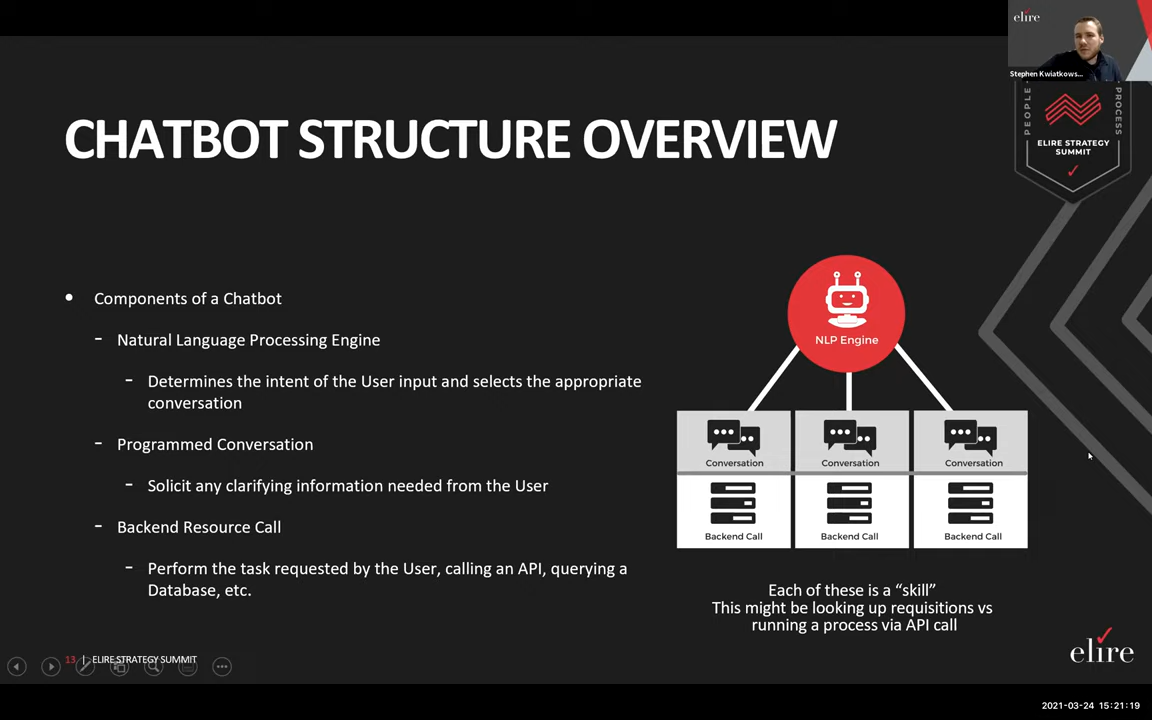 elire
Stephen Kwiatkows...
PEOPLE
PROCESS
ELIRE STRATEGY
SUMMIT
CHATBOT STRUCTURE OVERVIEW
• Components of a Chatbot
- Natural Language Processing Engine
- Determines the intent of the User input and selects the appropriate
conversation
- Programmed Conversation
- Solicit any clarifying information needed from the User
- Backend Resource Call
- Perform the task requested by the User, calling an API, querying a
Database, etc.
NLP Engine
Conversation
Conversation
Conversation
Backend Call
Backend Call
Backend Call
Each of these is a “skill”
This might be looking up requisitions vs
running a process via API call
13 | ELIRE STRATEGY SUMMIT
elire
2021-03-24 15:21:19